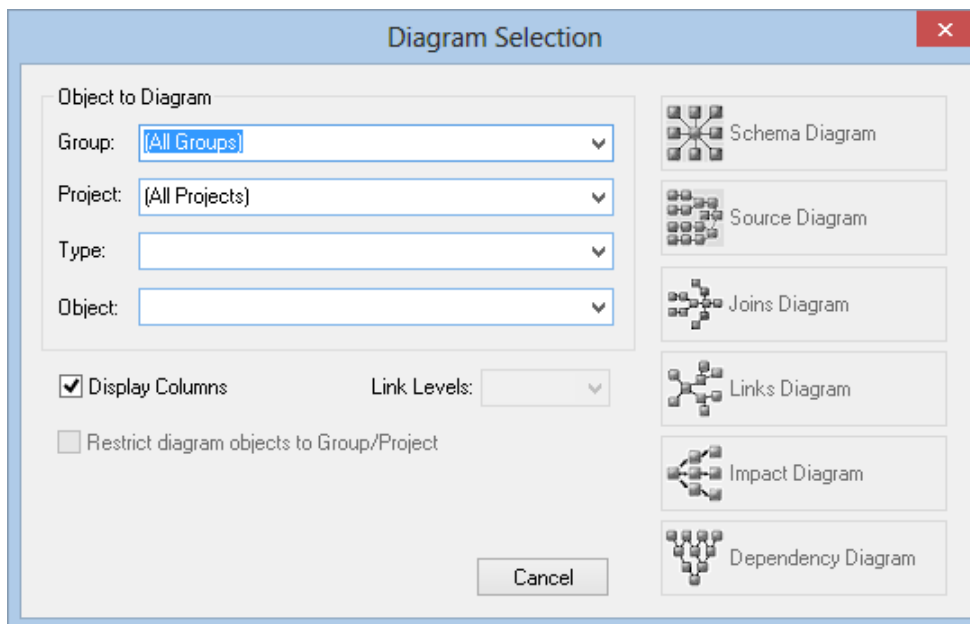 Diagram Selection
Object to Diagram
Group: (All Groups)
Project: (All Projects)
Type:
Object:
Display Columns
Link Levels:
Restrict diagram objects to Group/Project
Cancel
Schema Diagram
Source Diagram
Joins Diagram
Links Diagram
Impact Diagram
Dependency Diagram